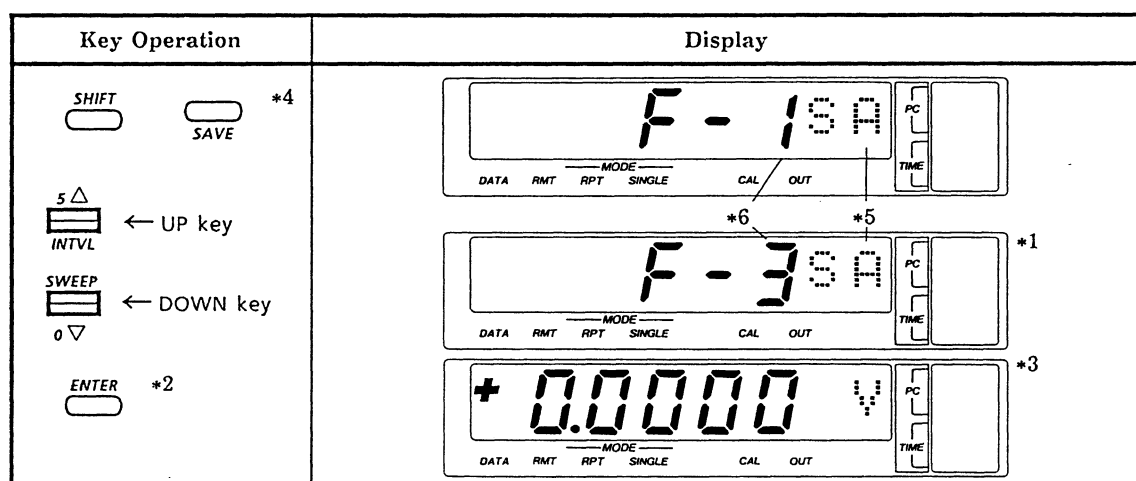 Key Operation
Display
SHIFT *4
SAVE
F - 1 S A
PC
TIME
MODE
DATA RMT RPT SINGLE CAL OUT
5 △
← UP key
INTVL
*6 *5
F - 3 S A *1
PC
TIME
MODE
DATA RMT RPT SINGLE CAL OUT
SWEEP
← DOWN key
0 ▽
ENTER *2
+ 0.0000 V *3
PC
TIME
MODE
DATA RMT RPT SINGLE CAL OUT